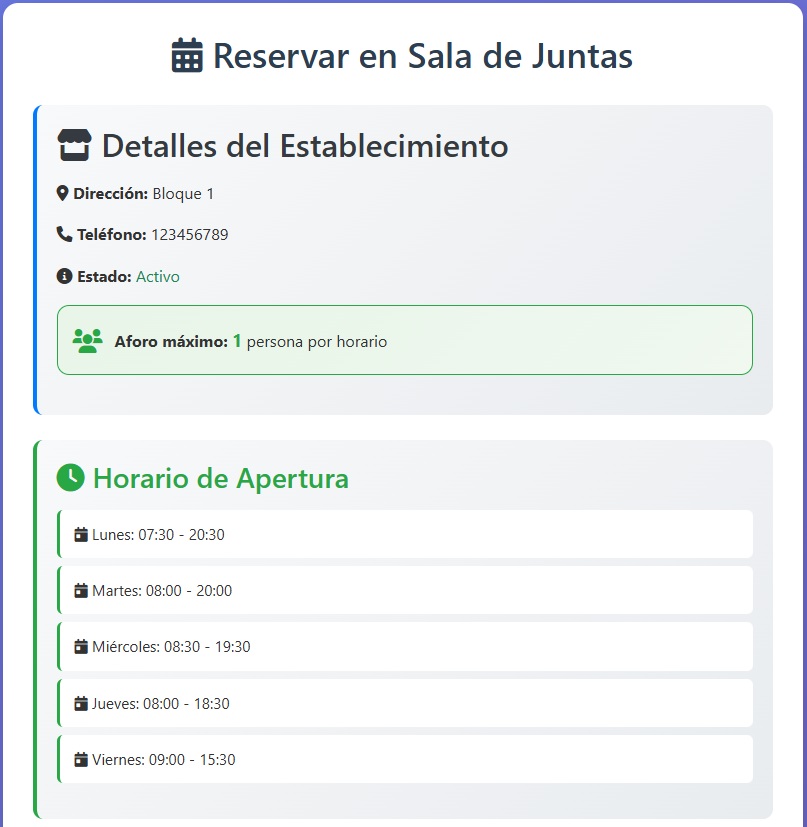 Reservar en Sala de Juntas
Detalles del Establecimiento
Dirección: Bloque 1
Teléfono: 123456789
Estado: Activo
Aforo máximo: 1 persona por horario
Horario de Apertura
Lunes: 07:30 - 20:30
Martes: 08:00 - 20:00
Miércoles: 08:30 - 19:30
Jueves: 08:00 - 18:30
Viernes: 09:00 - 15:30